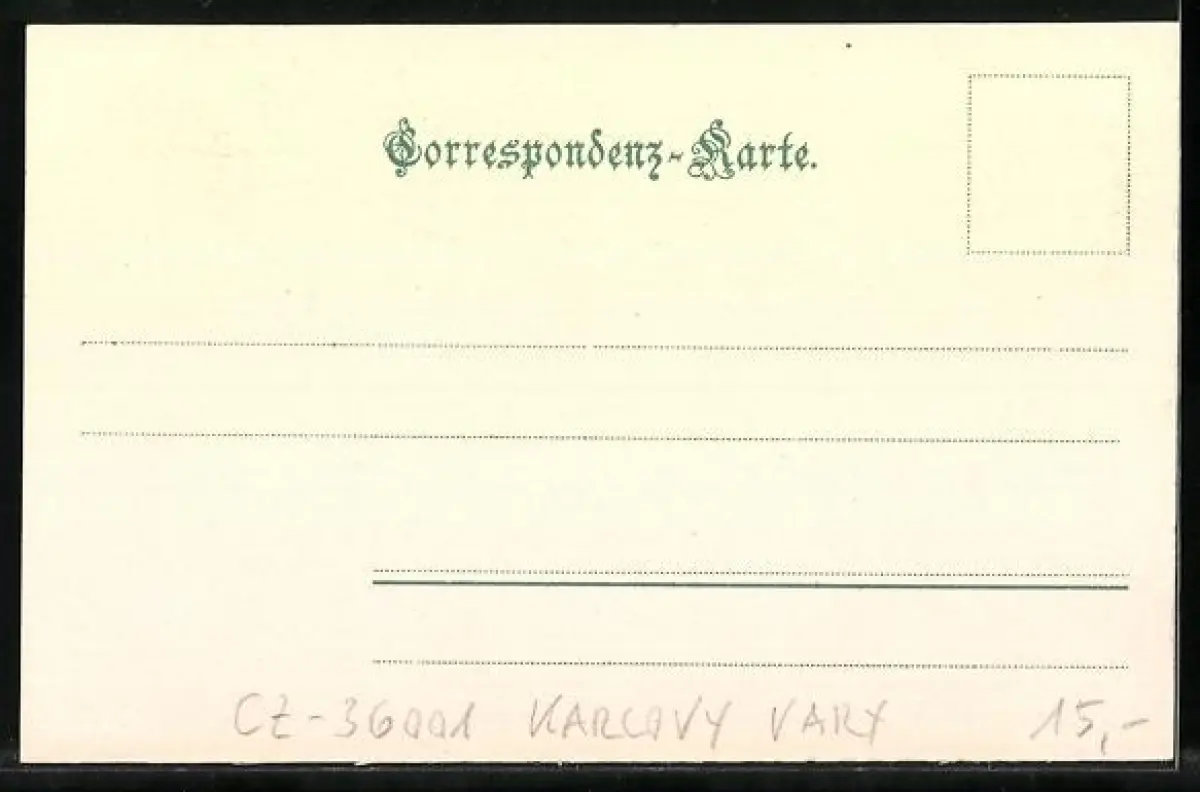 Correspondenz-Karte.
CZ-36001 KARLOVY VARY 15,-